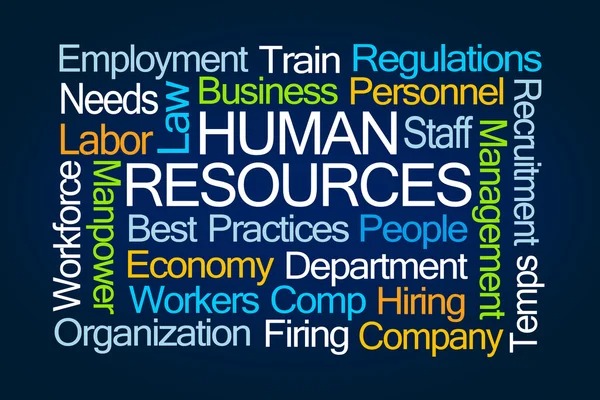 Employment Train Regulations
Needs Law Business Personnel
Labor HUMAN Staff
RESOURCES
Workforce Manpower Management Recruitment
Best Practices People
Economy Department
Workers Comp Hiring
Temps
Organization Firing Company